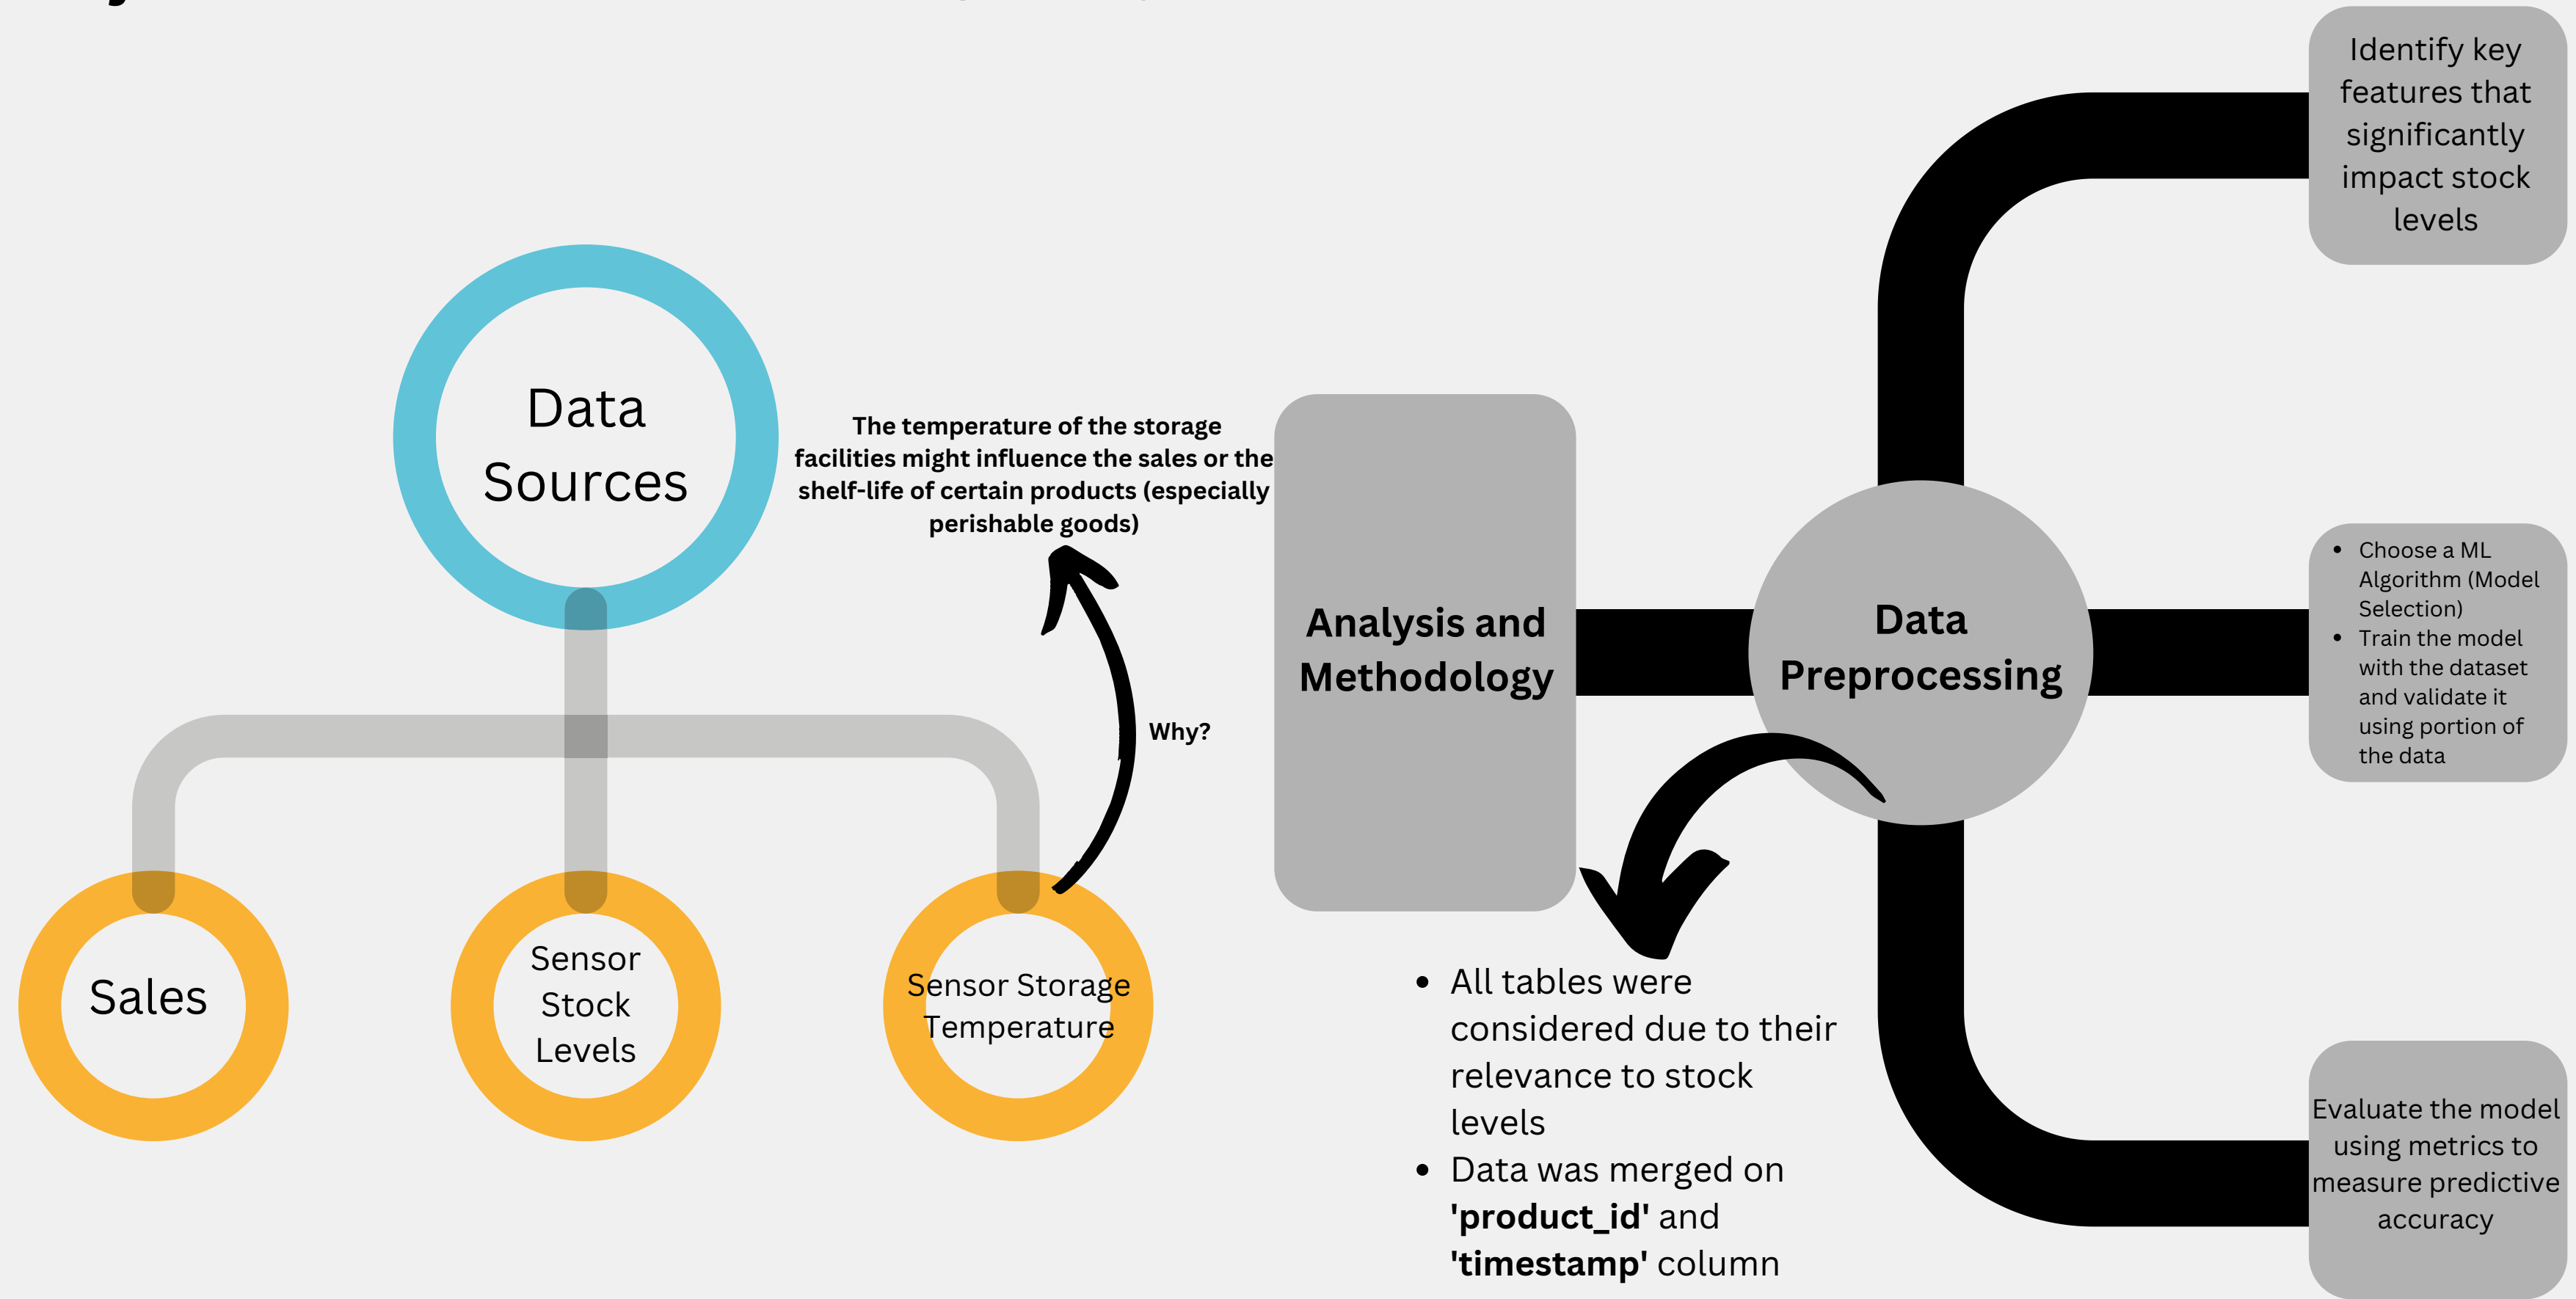 Data
Sources
The temperature of the storage
facilities might influence the sales or the
shelf-life of certain products (especially
perishable goods)
Why?
Sales
Sensor
Stock
Levels
Sensor Storage
Temperature
Analysis and
Methodology
Data
Preprocessing
• All tables were
considered due to their
relevance to stock
levels
• Data was merged on
'product_id' and
'timestamp' column
Identify key
features that
significantly
impact stock
levels
• Choose a ML
Algorithm (Model
Selection)
• Train the model
with the dataset
and validate it
using portion of
the data
Evaluate the model
using metrics to
measure predictive
accuracy